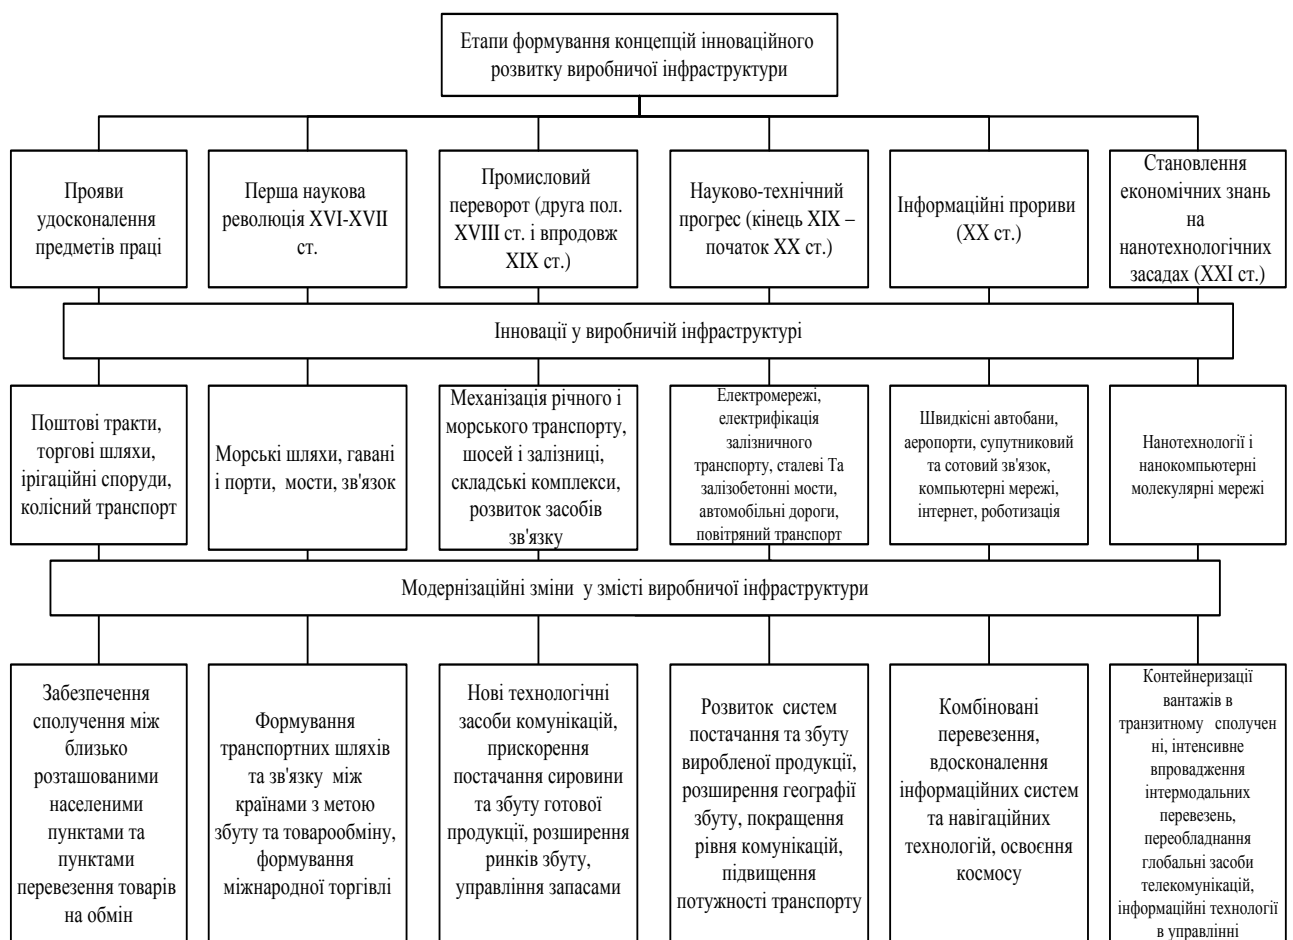 Етапи формування концепцій інноваційного
розвитку виробничої інфраструктури
Прояви
удосконалення
предметів праці
Перша наукова
революція XVI-XVII
ст.
Промисловий
переворот (друга пол.
XVIII ст. і впродовж
XIX ст.)
Науково-технічний
прогрес (кінець XIX –
початок XX ст.)
Інформаційні прориви
(XX ст.)
Становлення
економічних знань
на
нанотехнологічних
засадах (XXI ст.)
Інновації у виробничій інфраструктурі
Поштові тракти,
торгові шляхи,
ірігаційні споруди,
колісний транспорт
Морські шляхи, гавані
і порти, мости, зв'язок
Механізація річного і
морського транспорту,
шосей і залізниці,
складські комплекси,
розвиток засобів
зв'язку
Електромережі,
електрифікація
залізничного
транспорту, сталеві Та
залізобетонні мости,
автомобільні дороги,
повітряний транспорт
Швидкісні автобани,
аеропорти, супутниковий
та сотовий зв'язок,
компьютерні мережі,
інтернет, роботизація
Нанотехнології і
нанокомпьютерні
молекулярні мережі
Модернізаційні зміни у змісті виробничої інфраструктури
Забезпечення
сполучення між
близько
розташованими
населеними
пунктами та
пунктами
перевезення товарів
на обмін
Формування
транспортних шляхів
та зв'язку між
країнами з метою
збуту та товарообміну,
формування
міжнародної торгівлі
Нові технологічні
засоби комунікацій,
прискорення
постачання сировини
та збуту готової
продукції, розширення
ринків збуту,
управління запасами
Розвиток систем
постачання та збуту
виробленої продукції,
розширення географії
збуту, покращення
рівня комунікацій,
підвищення
потужності транспорту
Комбіновані
перевезення,
вдосконалення
інформаційних систем
та навігаційних
технологій, освоєння
космосу
Контейнеризації
вантажів в
транзитному сполучен
ні, інтенсивне
впровадження
інтермодальних
перевезень,
переобладнання
глобальні засоби
телекомунікацій,
інформаційні технології
в управлінні